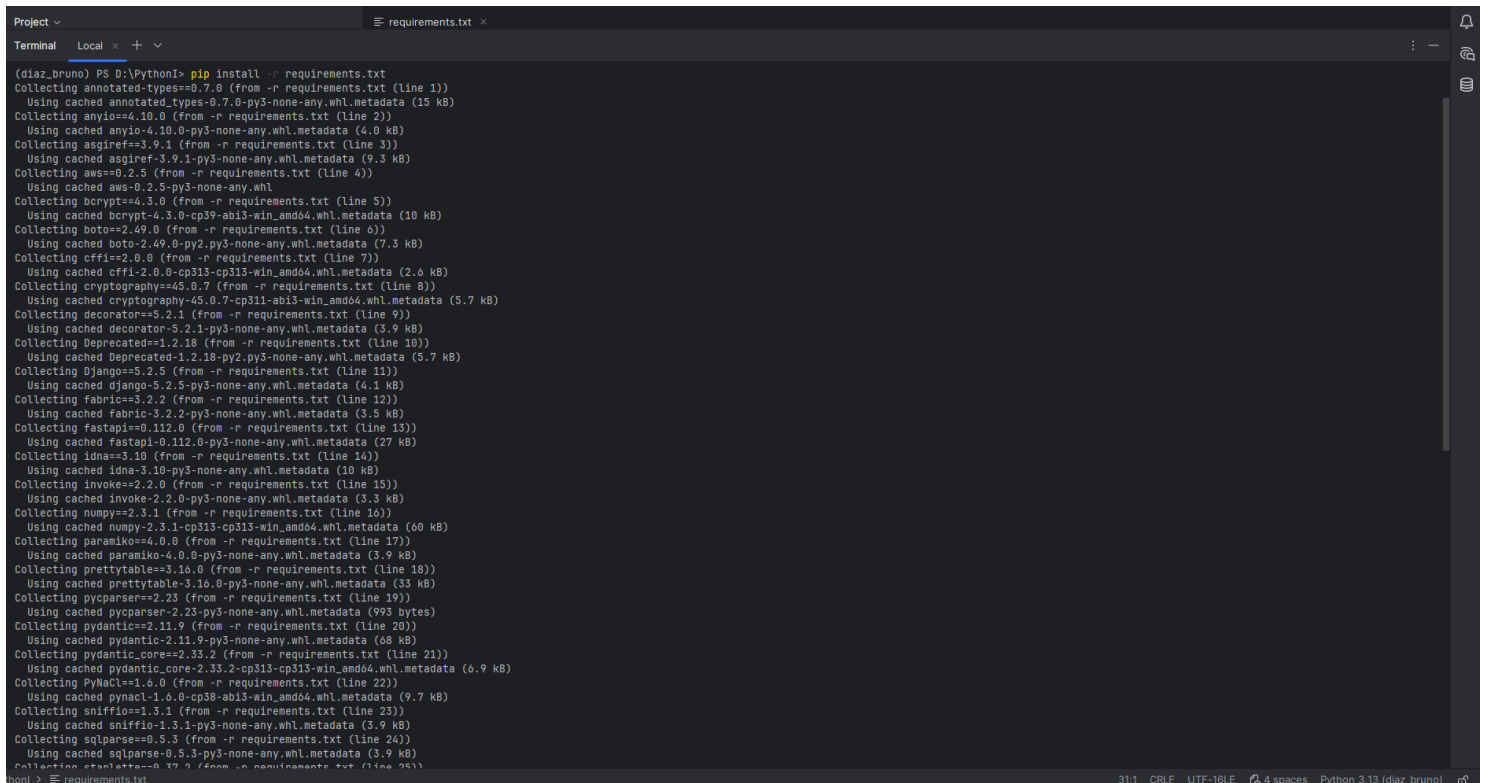 Project
requirements.txt
Terminal Local
(diaz_bruno) PS D:\PythonI> pip install -r requirements.txt
Collecting annotated-types==0.7.0 (from -r requirements.txt (line 1))
Using cached annotated_types-0.7.0-py3-none-any.whl.metadata (15 kB)
Collecting anyio==4.10.0 (from -r requirements.txt (line 2))
Using cached anyio-4.10.0-py3-none-any.whl.metadata (4.0 kB)
Collecting asgiref==3.9.1 (from -r requirements.txt (line 3))
Using cached asgiref-3.9.1-py3-none-any.whl.metadata (9.3 kB)
Collecting aws==0.2.5 (from -r requirements.txt (line 4))
Using cached aws-0.2.5-py3-none-any.whl
Collecting bcrypt==4.3.0 (from -r requirements.txt (line 5))
Using cached bcrypt-4.3.0-cp39-abi3-win_amd64.whl.metadata (10 kB)
Collecting boto==2.49.0 (from -r requirements.txt (line 6))
Using cached boto-2.49.0-py2.py3-none-any.whl.metadata (7.3 kB)
Collecting cffi==2.0.0 (from -r requirements.txt (line 7))
Using cached cffi-2.0.0-cp313-cp313-win_amd64.whl.metadata (2.6 kB)
Collecting cryptography==45.0.7 (from -r requirements.txt (line 8))
Using cached cryptography-45.0.7-cp311-abi3-win_amd64.whl.metadata (5.7 kB)
Collecting decorator==5.2.1 (from -r requirements.txt (line 9))
Using cached decorator-5.2.1-py3-none-any.whl.metadata (3.9 kB)
Collecting Deprecated==1.2.18 (from -r requirements.txt (line 10))
Using cached Deprecated-1.2.18-py2.py3-none-any.whl.metadata (5.7 kB)
Collecting Django==5.2.5 (from -r requirements.txt (line 11))
Using cached django-5.2.5-py3-none-any.whl.metadata (4.1 kB)
Collecting fabric==3.2.2 (from -r requirements.txt (line 12))
Using cached fabric-3.2.2-py3-none-any.whl.metadata (3.5 kB)
Collecting fastapi==0.112.0 (from -r requirements.txt (line 13))
Using cached fastapi-0.112.0-py3-none-any.whl.metadata (27 kB)
Collecting idna==3.10 (from -r requirements.txt (line 14))
Using cached idna-3.10-py3-none-any.whl.metadata (10 kB)
Collecting invoke==2.2.0 (from -r requirements.txt (line 15))
Using cached invoke-2.2.0-py3-none-any.whl.metadata (3.3 kB)
Collecting numpy==2.3.1 (from -r requirements.txt (line 16))
Using cached numpy-2.3.1-cp313-cp313-win_amd64.whl.metadata (60 kB)
Collecting paramiko==4.0.0 (from -r requirements.txt (line 17))
Using cached paramiko-4.0.0-py3-none-any.whl.metadata (3.9 kB)
Collecting prettytable==3.16.0 (from -r requirements.txt (line 18))
Using cached prettytable-3.16.0-py3-none-any.whl.metadata (33 kB)
Collecting pycparser==2.23 (from -r requirements.txt (line 19))
Using cached pycparser-2.23-py3-none-any.whl.metadata (993 bytes)
Collecting pydantic==2.11.9 (from -r requirements.txt (line 20))
Using cached pydantic-2.11.9-py3-none-any.whl.metadata (68 kB)
Collecting pydantic_core==2.33.2 (from -r requirements.txt (line 21))
Using cached pydantic_core-2.33.2-cp313-cp313-win_amd64.whl.metadata (6.9 kB)
Collecting PyNaCl==1.6.0 (from -r requirements.txt (line 22))
Using cached pynacl-1.6.0-cp38-abi3-win_amd64.whl.metadata (9.7 kB)
Collecting sniffio==1.3.1 (from -r requirements.txt (line 23))
Using cached sniffio-1.3.1-py3-none-any.whl.metadata (3.9 kB)
Collecting sqlparse==0.5.3 (from -r requirements.txt (line 24))
Using cached sqlparse-0.5.3-py3-none-any.whl.metadata (3.9 kB)
Collecting starlette==0.37.2 (from -r requirements.txt (line 25))
thonI > requirements.txt 31:1 CRLF UTF-16LE 4 spaces Python 3.13 (diaz_bruno)